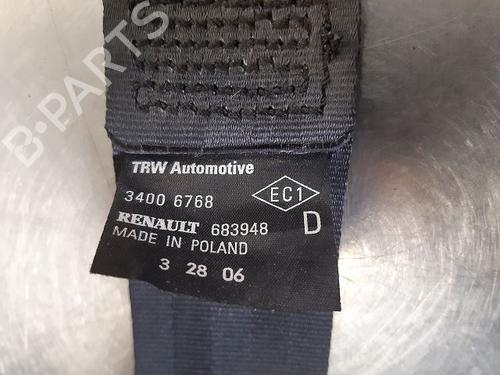 B-PARTS
TRW Automotive
3400 6768
EC1
RENAULT 683948
D
MADE IN POLAND
3 28 06